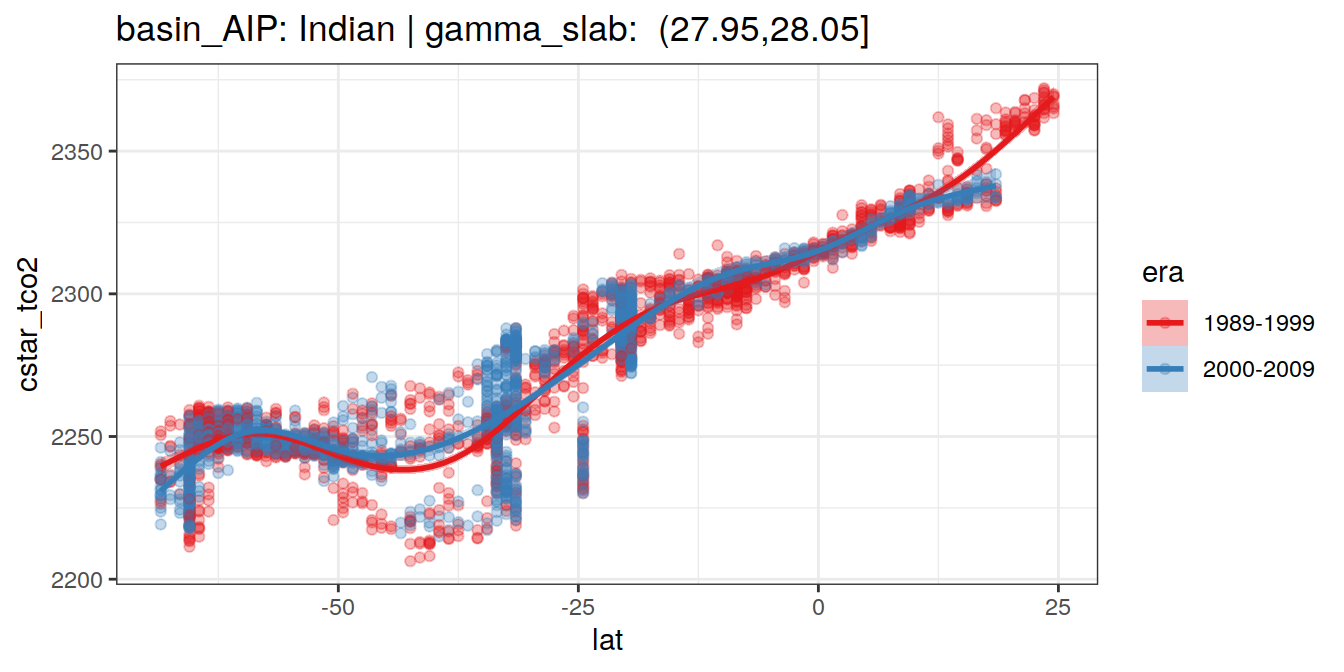 basin_AIP: Indian | gamma_slab:  (27.95,28.05]
cstar_tco2
2350
2300
2250
2200
-50
-25
0
25
lat
era
1989-1999
2000-2009